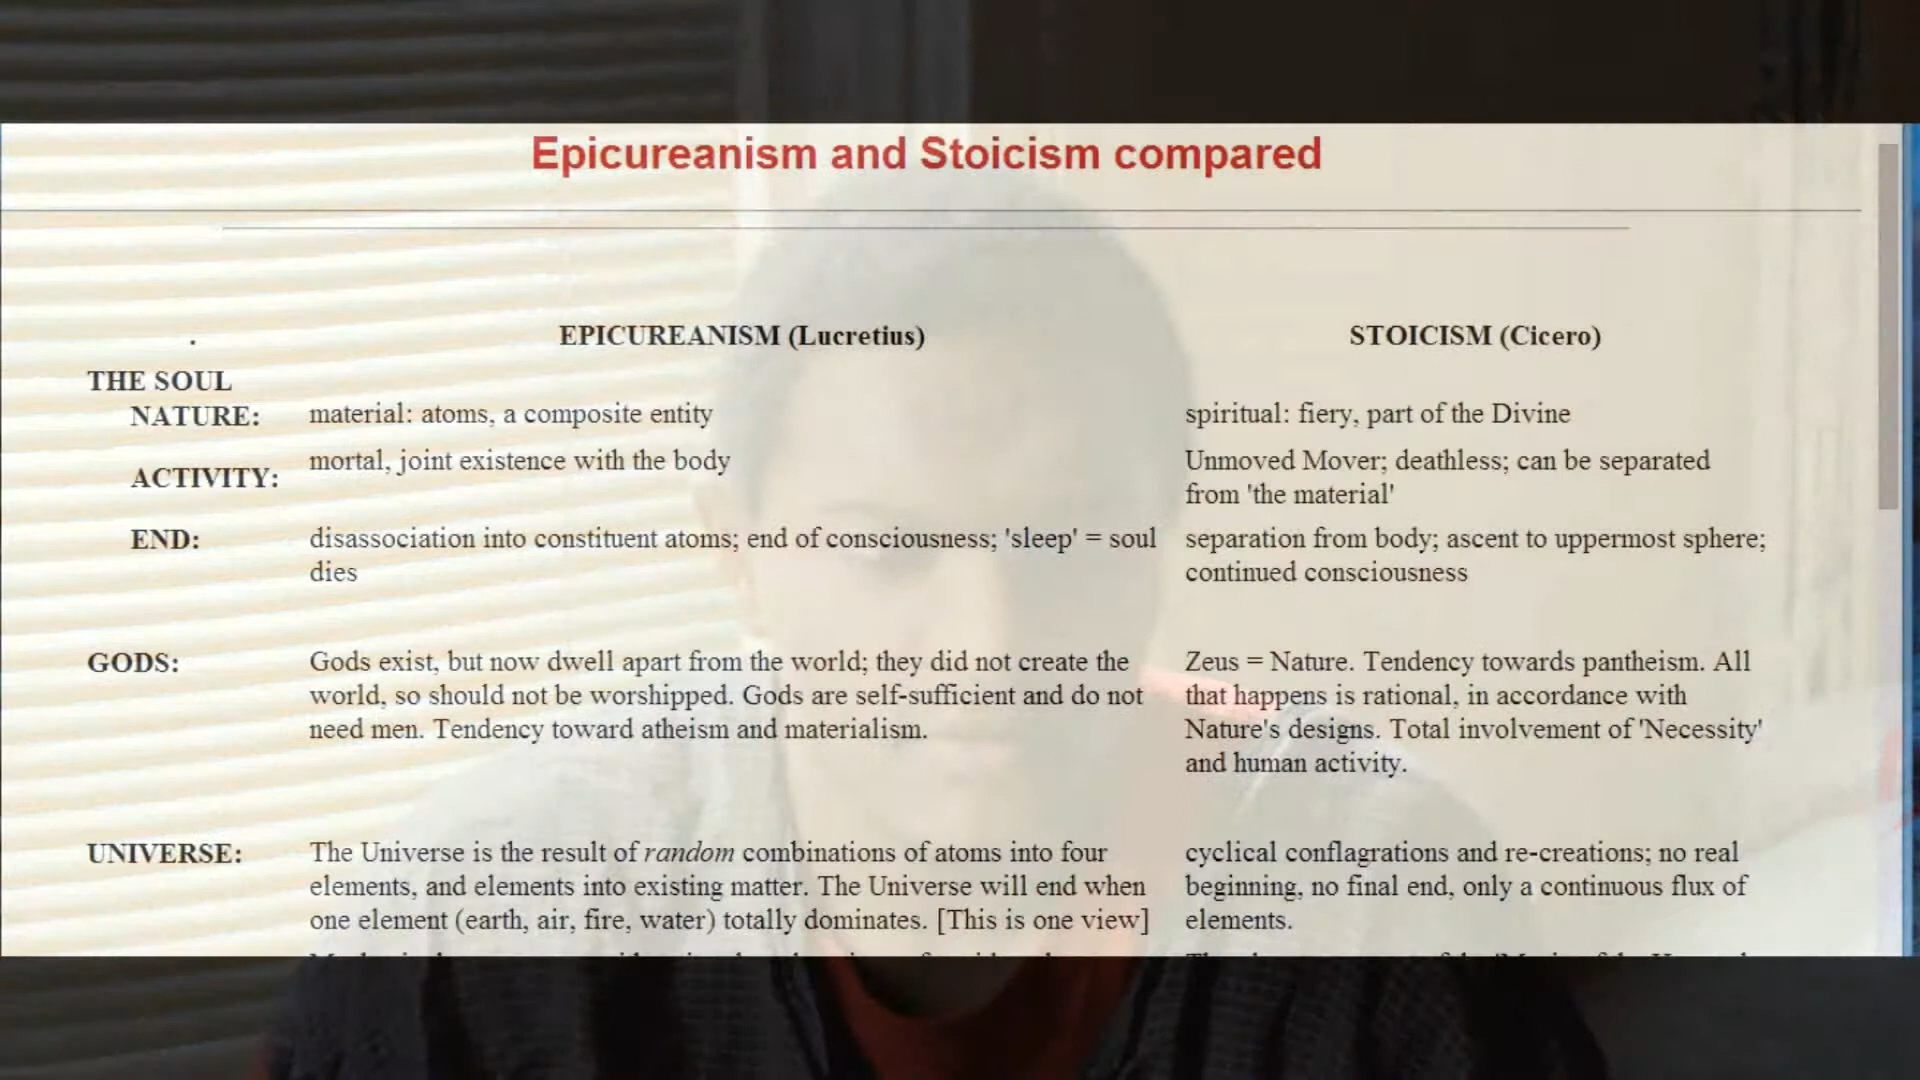 Epicureanism and Stoicism compared
. EPICUREANISM (Lucretius) STOICISM (Cicero)
THE SOUL
NATURE: material: atoms, a composite entity spiritual: fiery, part of the Divine
ACTIVITY: mortal, joint existence with the body Unmoved Mover; deathless; can be separated
from 'the material'
END: disassociation into constituent atoms; end of consciousness; 'sleep' = soul separation from body; ascent to uppermost sphere;
dies continued consciousness
GODS: Gods exist, but now dwell apart from the world; they did not create the Zeus = Nature. Tendency towards pantheism. All
world, so should not be worshipped. Gods are self-sufficient and do not that happens is rational, in accordance with
need men. Tendency toward atheism and materialism. Nature's designs. Total involvement of 'Necessity'
and human activity.
UNIVERSE: The Universe is the result of random combinations of atoms into four cyclical conflagrations and re-creations; no real
elements, and elements into existing matter. The Universe will end when beginning, no final end, only a continuous flux of
one element (earth, air, fire, water) totally dominates. [This is one view] elements.